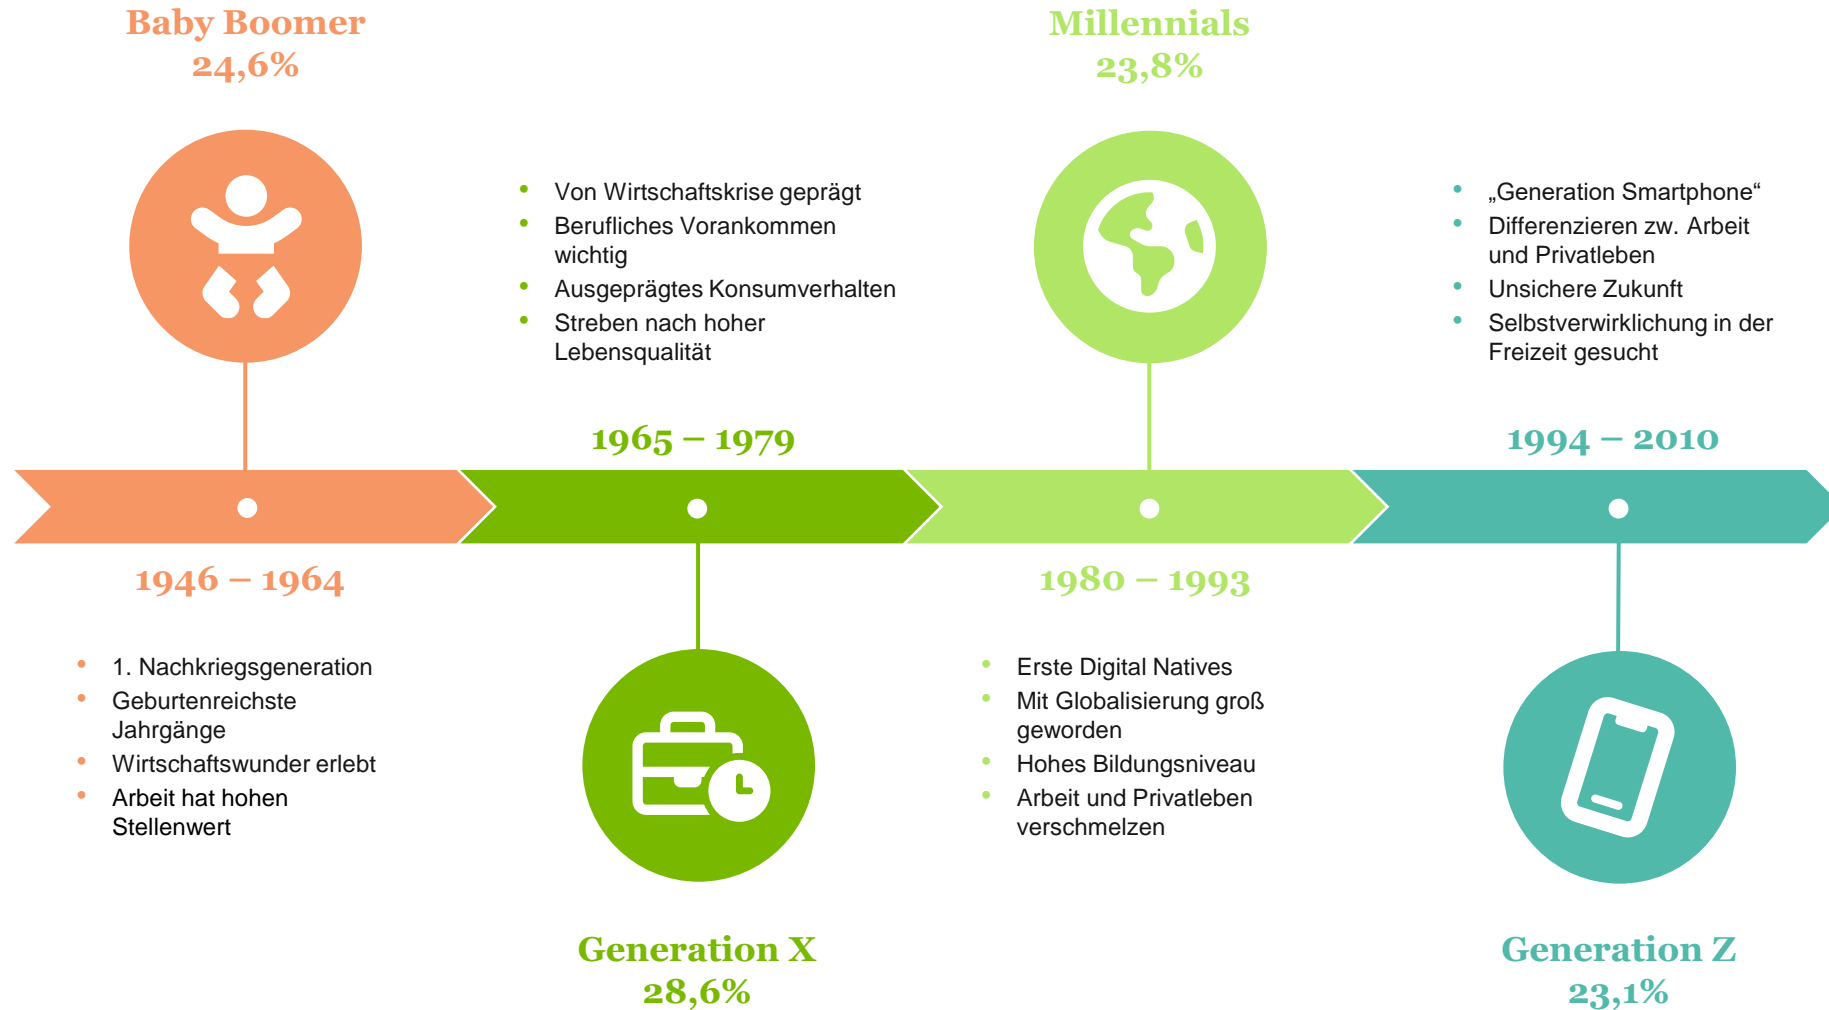 Baby Boomer
24,6%
1946 – 1964
• 1. Nachkriegsgeneration
• Geburtenreichste
Jahrgänge
• Wirtschaftswunder erlebt
• Arbeit hat hohen
Stellenwert
• Von Wirtschaftskrise geprägt
• Berufliches Vorankommen
wichtig
• Ausgeprägtes Konsumverhalten
• Streben nach hoher
Lebensqualität
1965 – 1979
Generation X
28,6%
Millennials
23,8%
1980 – 1993
• Erste Digital Natives
• Mit Globalisierung groß
geworden
• Hohes Bildungsniveau
• Arbeit und Privatleben
verschmelzen
• „Generation Smartphone“
• Differenzieren zw. Arbeit
und Privatleben
• Unsichere Zukunft
• Selbstverwirklichung in der
Freizeit gesucht
1994 – 2010
Generation Z
23,1%